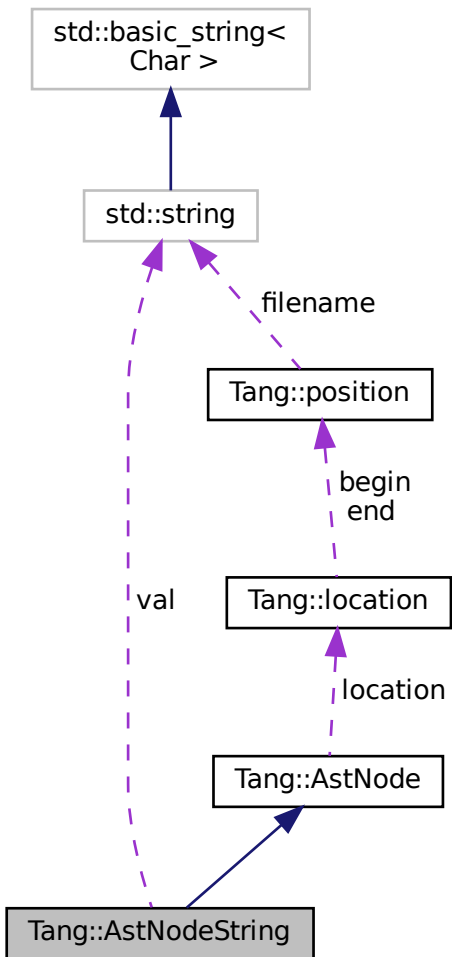 std::basic_string<
Char >
std::string
filename
Tang::position
begin
end
val
Tang::location
location
Tang::AstNode
Tang::AstNodeString